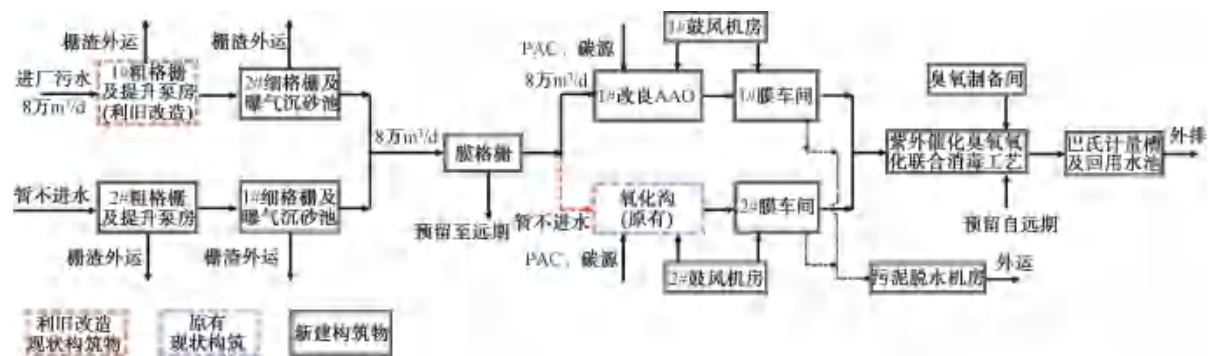 栅渣外运
栅渣外运
1#鼓风机房
PAC、碳源
进厂污水
8万m³/d
1#粗格栅
及提升泵房
(利旧改造)
2#细格栅及
曝气沉砂池
8万m³/d
1#改良AAO
1#膜车间
臭氧制备间
8万m³/d
膜格栅
紫外催化臭氧氧
化联合消毒工艺
巴氏计量槽
及回用水池
外排
暂不进水
2#粗格栅
及提升泵房
1#细格栅及
曝气沉砂池
预留至远期
暂不进水
氧化沟
(原有)
2#膜车间
预留自远期
栅渣外运
栅渣外运
PAC、碳源
2#鼓风机房
污泥脱水机房
外运
利旧改造
现状构筑物
原有
现状构筑
新建构筑物